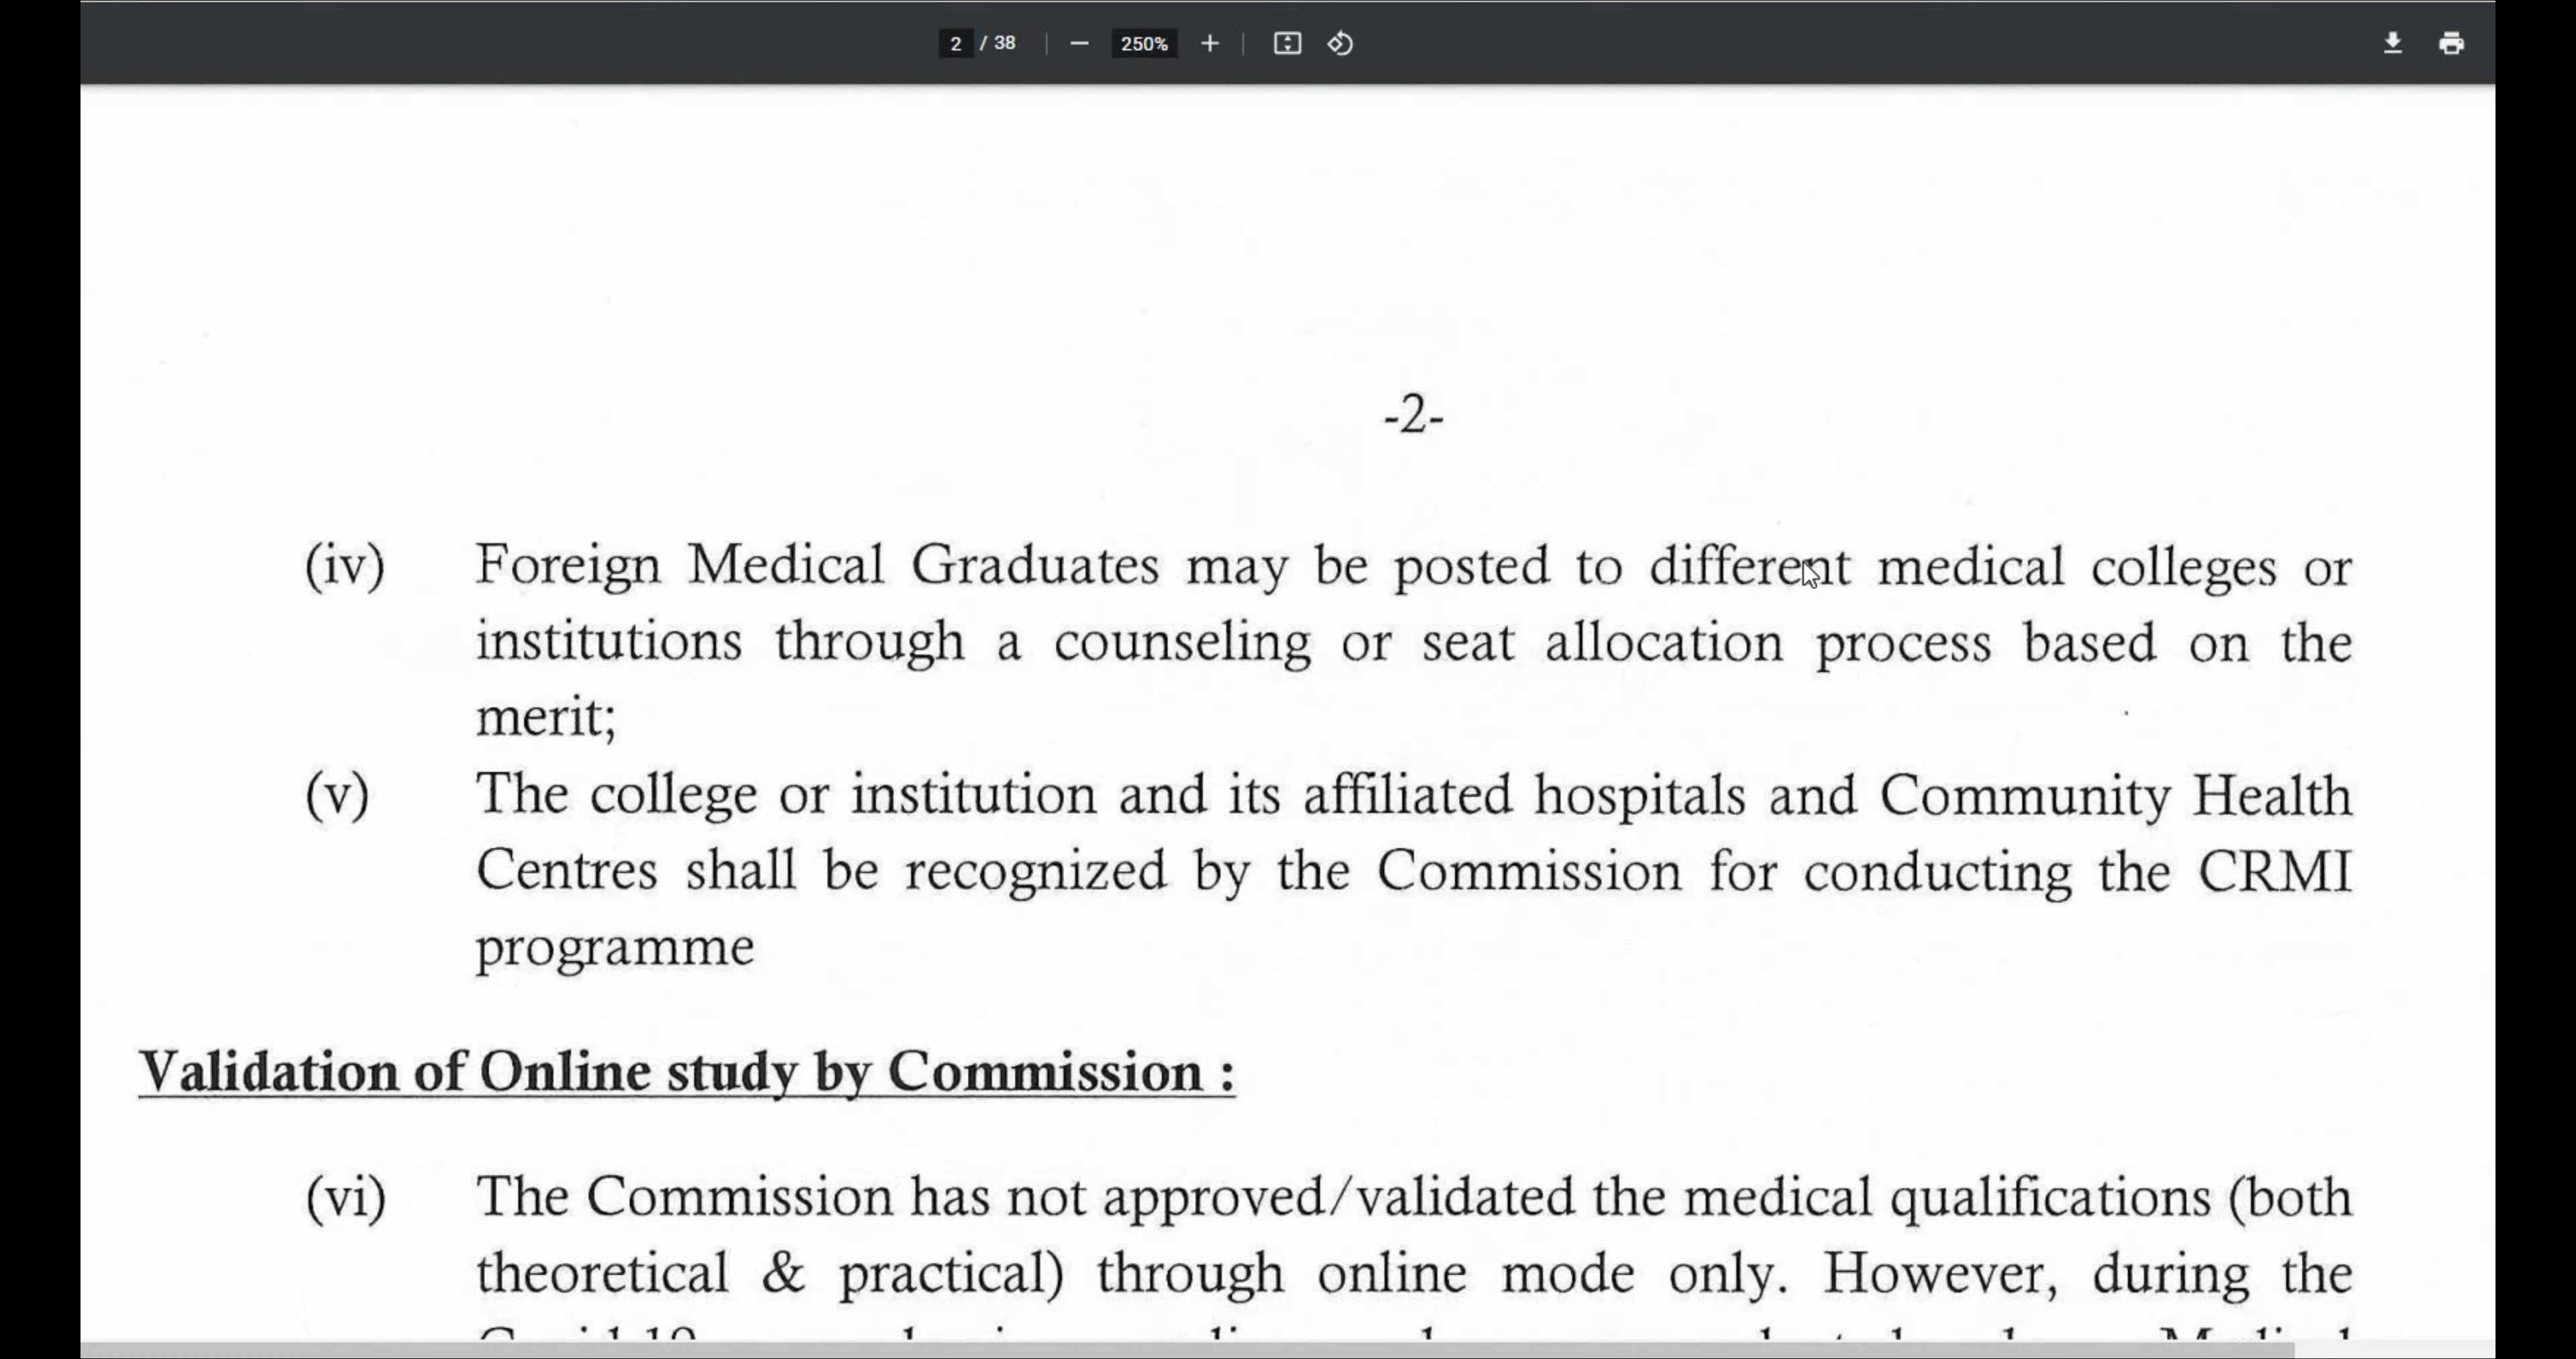 2 / 38 250%
-2-
(iv) Foreign Medical Graduates may be posted to different medical colleges or
institutions through a counseling or seat allocation process based on the
merit;
(v) The college or institution and its affiliated hospitals and Community Health
Centres shall be recognized by the Commission for conducting the CRMI
programme
Validation of Online study by Commission :
(vi) The Commission has not approved/validated the medical qualifications (both
theoretical & practical) through online mode only. However, during the